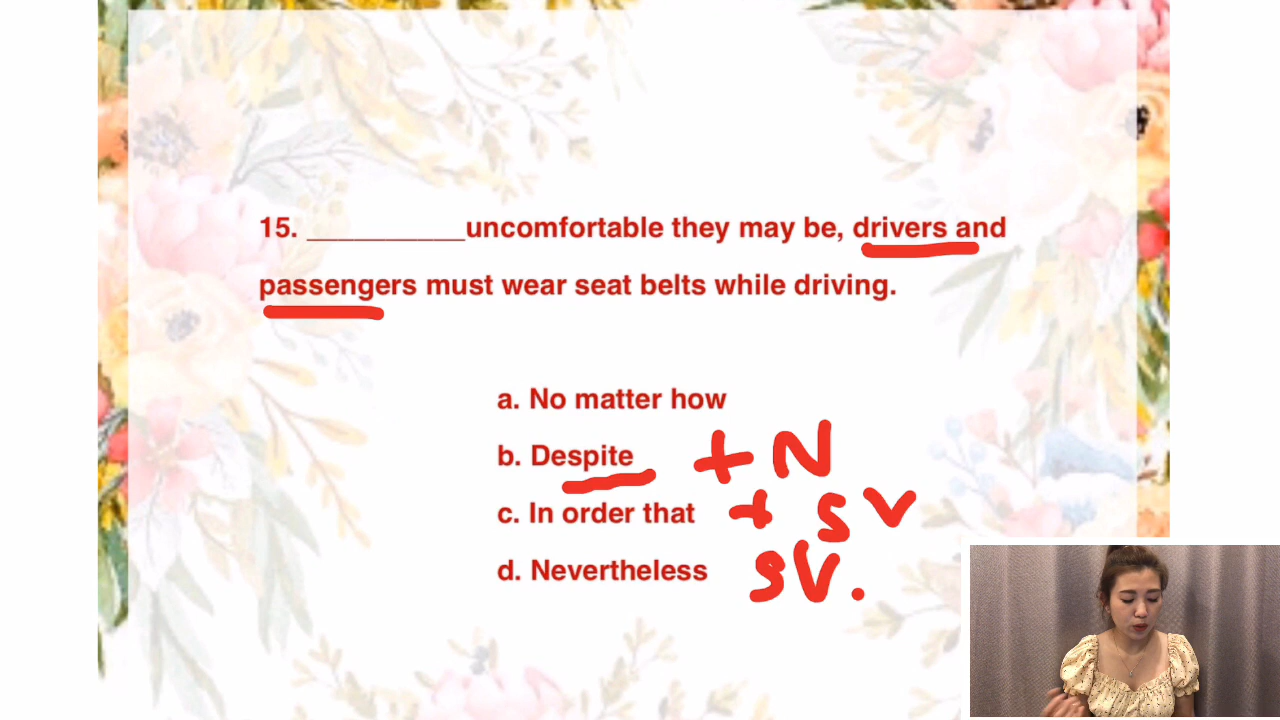 15. ___________uncomfortable they may be, drivers and
passengers must wear seat belts while driving.
a. No matter how
b. Despite + N
c. In order that + S V
d. Nevertheless SV.